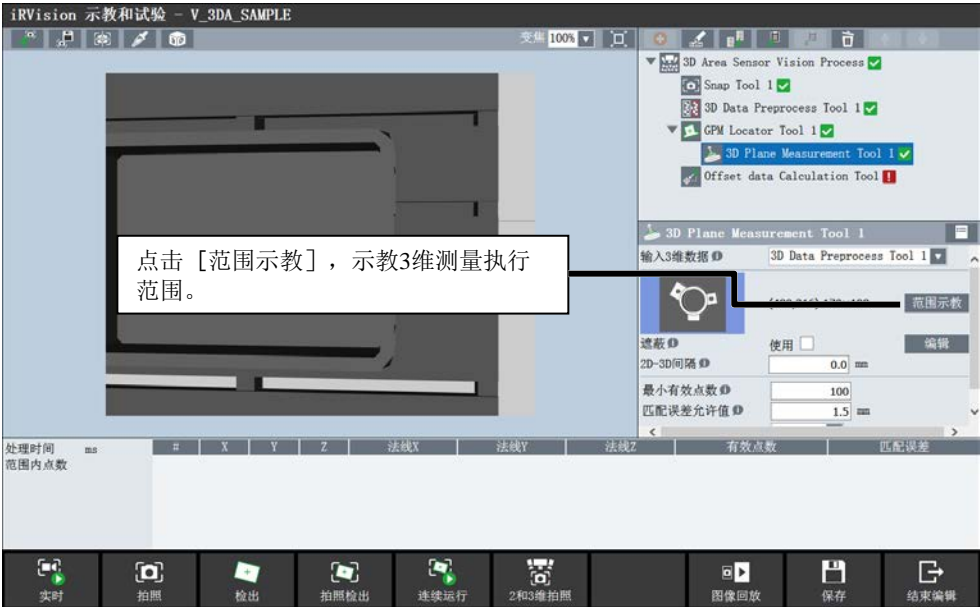 iRVision 示教和试验 - V_3DA_SAMPLE
变焦 100%
3D Area Sensor Vision Process
Snap Tool 1
3D Data Preprocess Tool 1
GPM Locator Tool 1
3D Plane Measurement Tool 1
Offset data Calculation Tool
点击［范围示教］，示教3维测量执行
范围。
3D Plane Measurement Tool 1
输入3维数据 3D Data Preprocess Tool 1
范围示教
遮蔽 使用 编辑
2D-3D间隔 0.0 mm
最小有效点数 100
匹配误差允许值 1.5 mm
处理时间 ms
范围内点数
# X Y Z 法线X 法线Y 法线Z 有效点数 匹配误差
实时 拍照 检出 拍照检出 连续运行 2和3维拍照 图像回放 保存 结束编辑